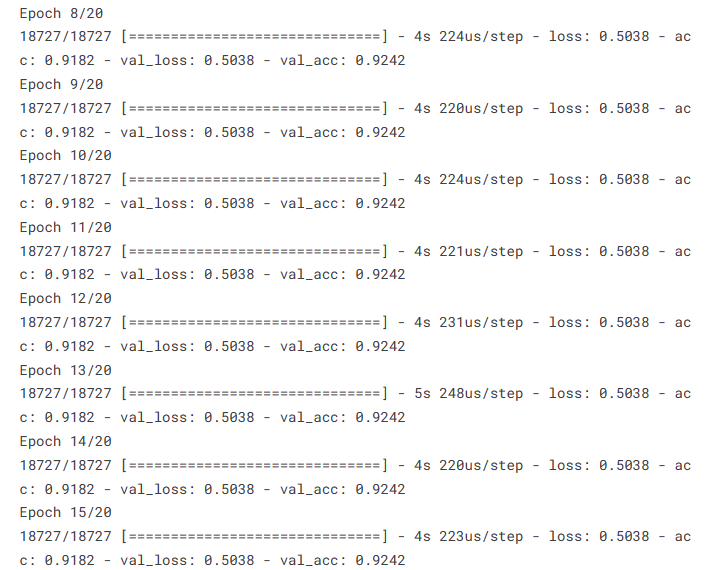 Epoch 8/20
18727/18727 [==============================] - 4s 224us/step - loss: 0.5038 - ac
c: 0.9182 - val_loss: 0.5038 - val_acc: 0.9242
Epoch 9/20
18727/18727 [==============================] - 4s 220us/step - loss: 0.5038 - ac
c: 0.9182 - val_loss: 0.5038 - val_acc: 0.9242
Epoch 10/20
18727/18727 [==============================] - 4s 224us/step - loss: 0.5038 - ac
c: 0.9182 - val_loss: 0.5038 - val_acc: 0.9242
Epoch 11/20
18727/18727 [==============================] - 4s 221us/step - loss: 0.5038 - ac
c: 0.9182 - val_loss: 0.5038 - val_acc: 0.9242
Epoch 12/20
18727/18727 [==============================] - 4s 231us/step - loss: 0.5038 - ac
c: 0.9182 - val_loss: 0.5038 - val_acc: 0.9242
Epoch 13/20
18727/18727 [==============================] - 5s 248us/step - loss: 0.5038 - ac
c: 0.9182 - val_loss: 0.5038 - val_acc: 0.9242
Epoch 14/20
18727/18727 [==============================] - 4s 220us/step - loss: 0.5038 - ac
c: 0.9182 - val_loss: 0.5038 - val_acc: 0.9242
Epoch 15/20
18727/18727 [==============================] - 4s 223us/step - loss: 0.5038 - ac
c: 0.9182 - val_loss: 0.5038 - val_acc: 0.9242